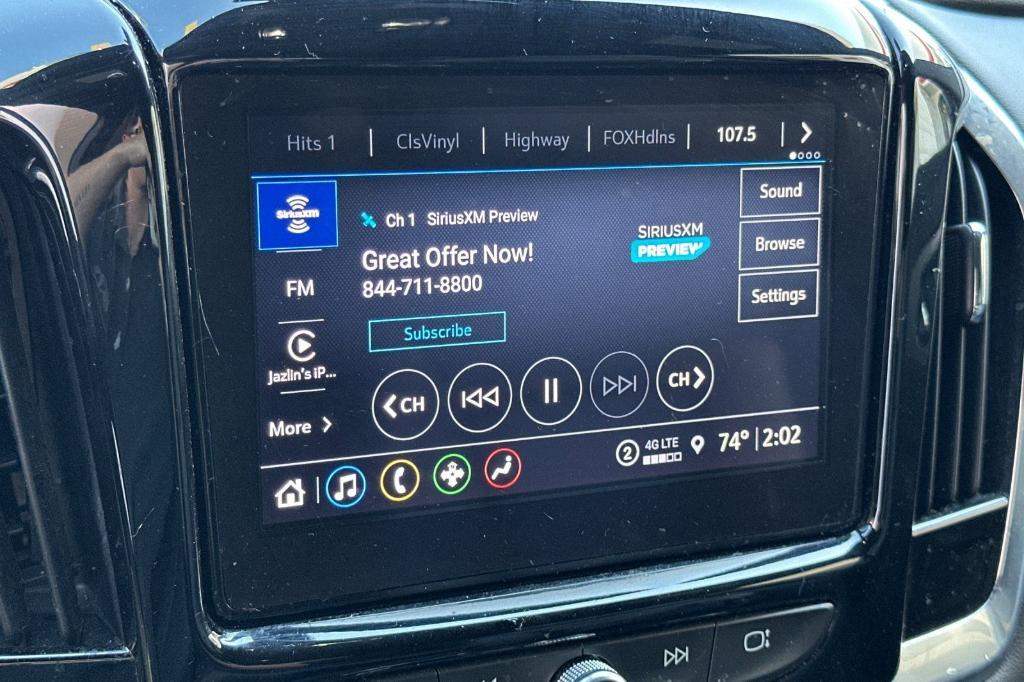 Hits 1 ClsVinyl Highway FOXHdlns 107.5
SiriusXM
Ch 1 SiriusXM Preview
Great Offer Now!
844-711-8800
Subscribe
SIRIUSXM
PREVIEW
Sound
Browse
Settings
FM
Jazlin's iP...
More
CH
CH
2 4G LTE 74° 2:02